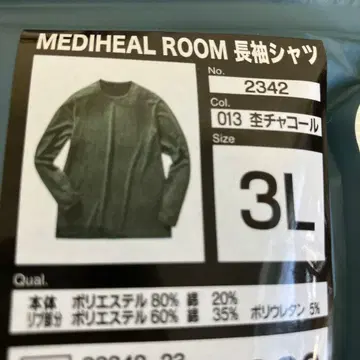 MEDIHEAL ROOM 長袖シャツ
No.
2342
Col.
013 杢チャコール
Size
3L
Qual.
本体 ポリエステル 80% 綿 20%
リブ部分 ポリエステル 60% 綿 35% ポリウレタン 5%